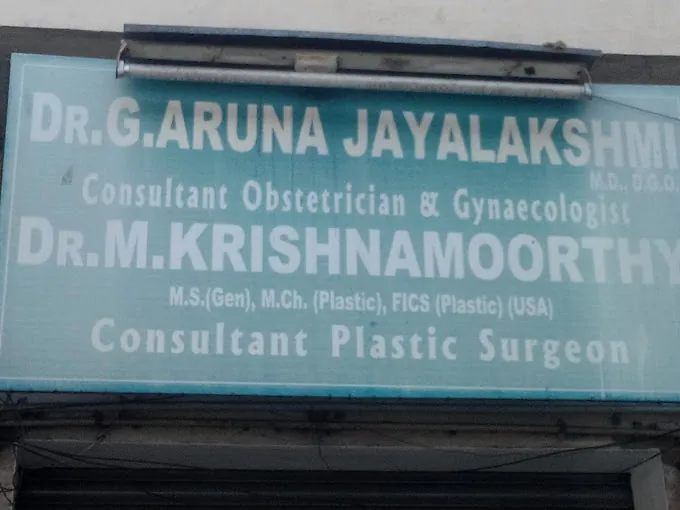 DR.G.ARUNA JAYALAKSHMI
M.D., D.G.O.
Consultant Obstetrician & Gynaecologist
DR.M.KRISHNAMOORTHY
M.S.(Gen), M.Ch. (Plastic), FICS (Plastic) (USA)
Consultant Plastic Surgeon